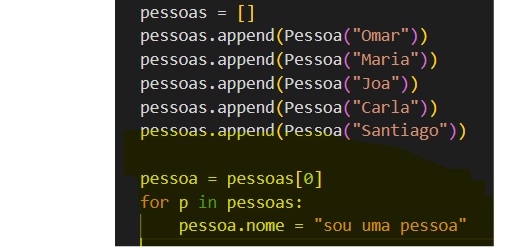 pessoas = []
pessoas.append(Pessoa("Omar"))
pessoas.append(Pessoa("Maria"))
pessoas.append(Pessoa("Joa"))
pessoas.append(Pessoa("Carla"))
pessoas.append(Pessoa("Santiago"))
pessoa = pessoas[0]
for p in pessoas:
    pessoa.nome = "sou uma pessoa"